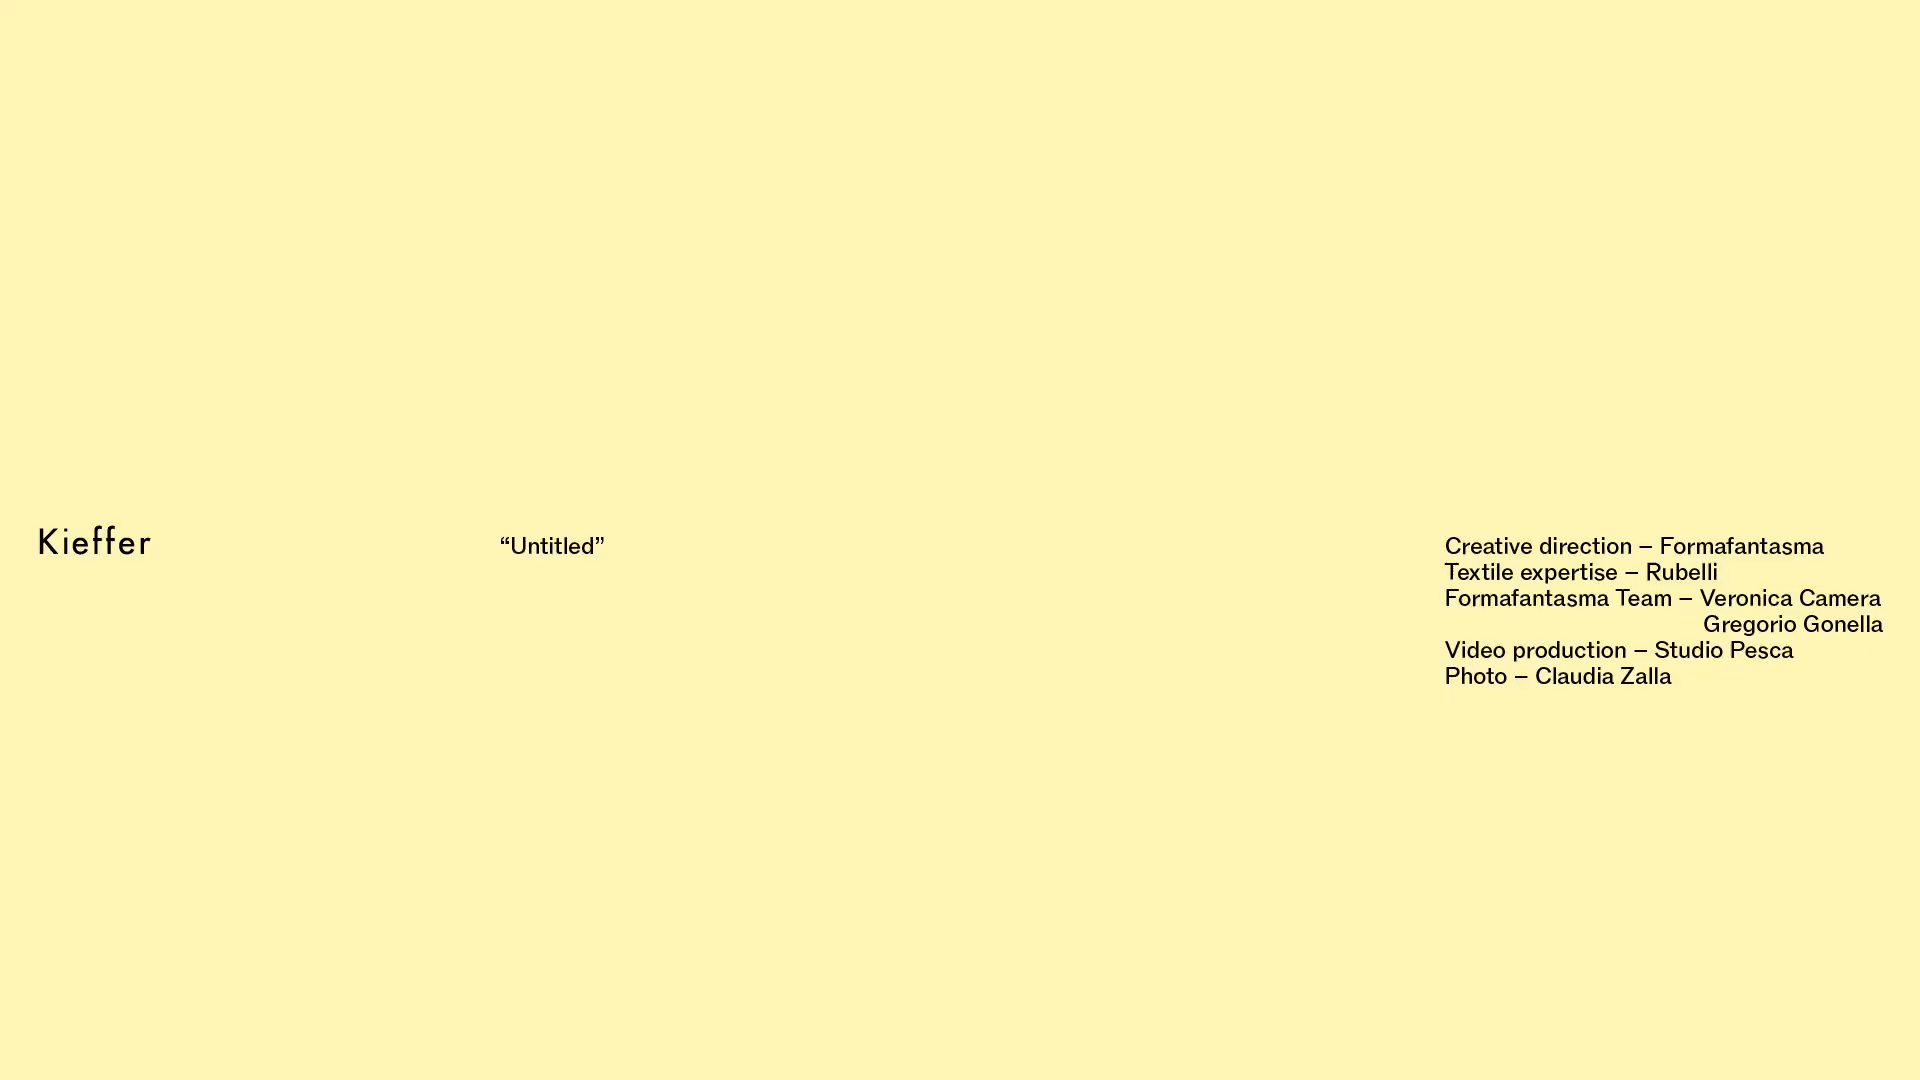 Kieffer
“Untitled”
Creative direction – Formafantasma
Textile expertise – Rubelli
Formafantasma Team – Veronica Camera
Gregorio Gonella
Video production – Studio Pesca
Photo – Claudia Zalla